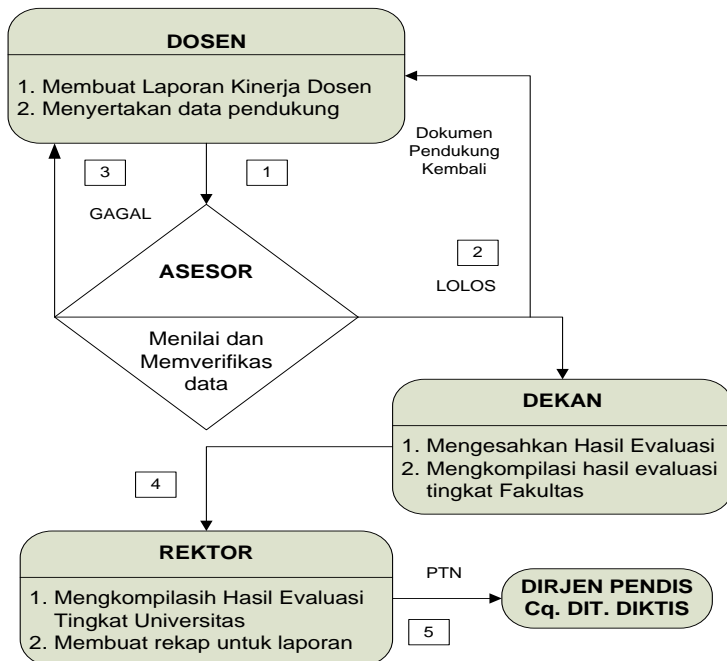 DOSEN
1. Membuat Laporan Kinerja Dosen
2. Menyertakan data pendukung
3
1
GAGAL
Dokumen
Pendukung
Kembali
2
LOLOS
ASESOR
Menilai dan
Memverifikas
data
DEKAN
1. Mengesahkan Hasil Evaluasi
2. Mengkompilasi hasil evaluasi
tingkat Fakultas
4
REKTOR
1. Mengkompilasih Hasil Evaluasi
Tingkat Universitas
2. Membuat rekap untuk laporan
PTN
5
DIRJEN PENDIS
Cq. DIT. DIKTIS